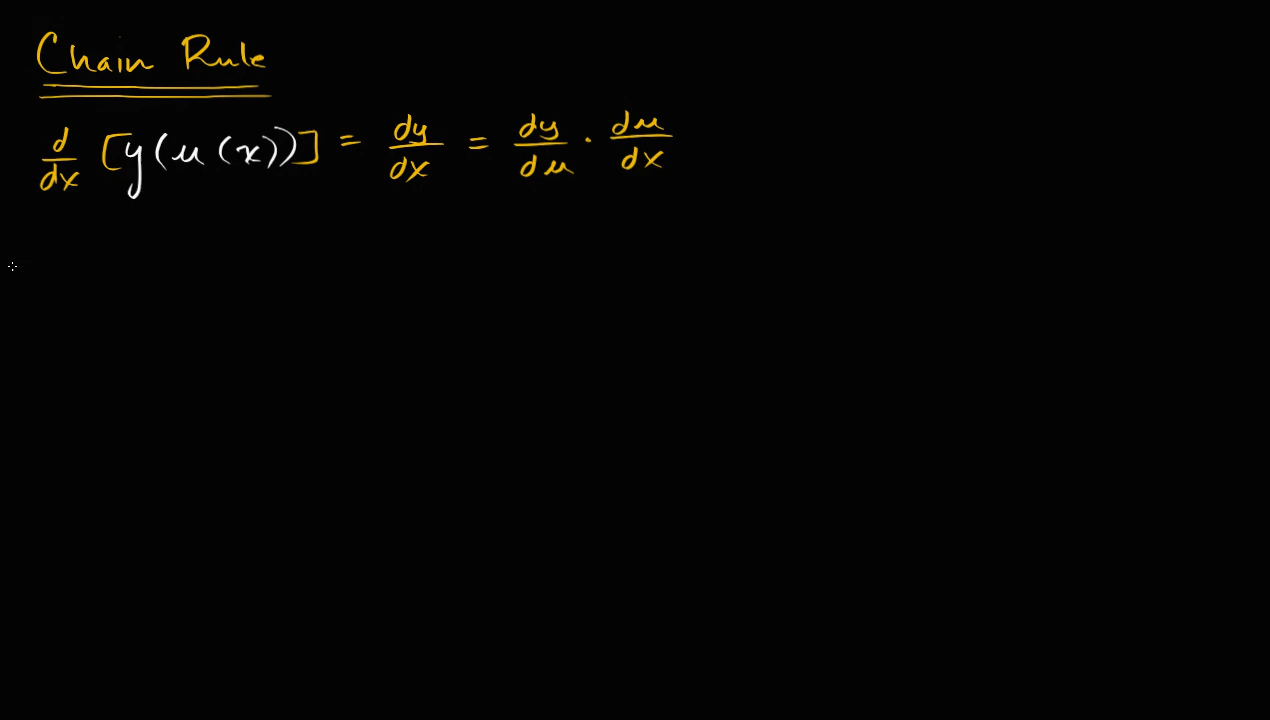 Chain Rule
d/dx [y(u(x))] = dy/dx = dy/du · du/dx